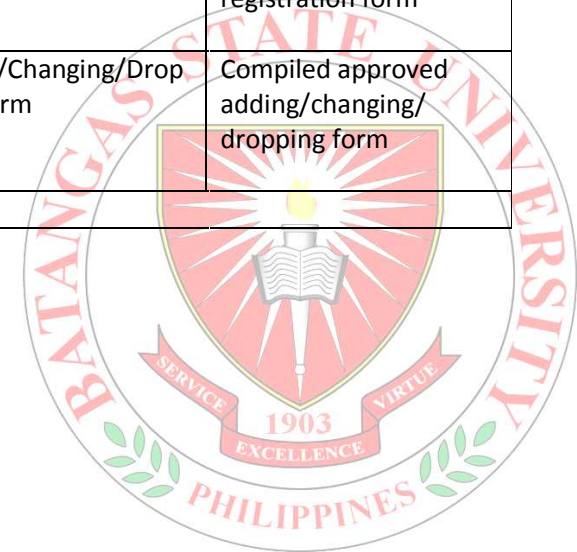 registration form
/Changing/Drop
rm
Compiled approved
adding/changing/
dropping form
BATANGAS STATE UNIVERSITY
SERVICE
VIRTUE
1903
EXCELLENCE
PHILIPPINES